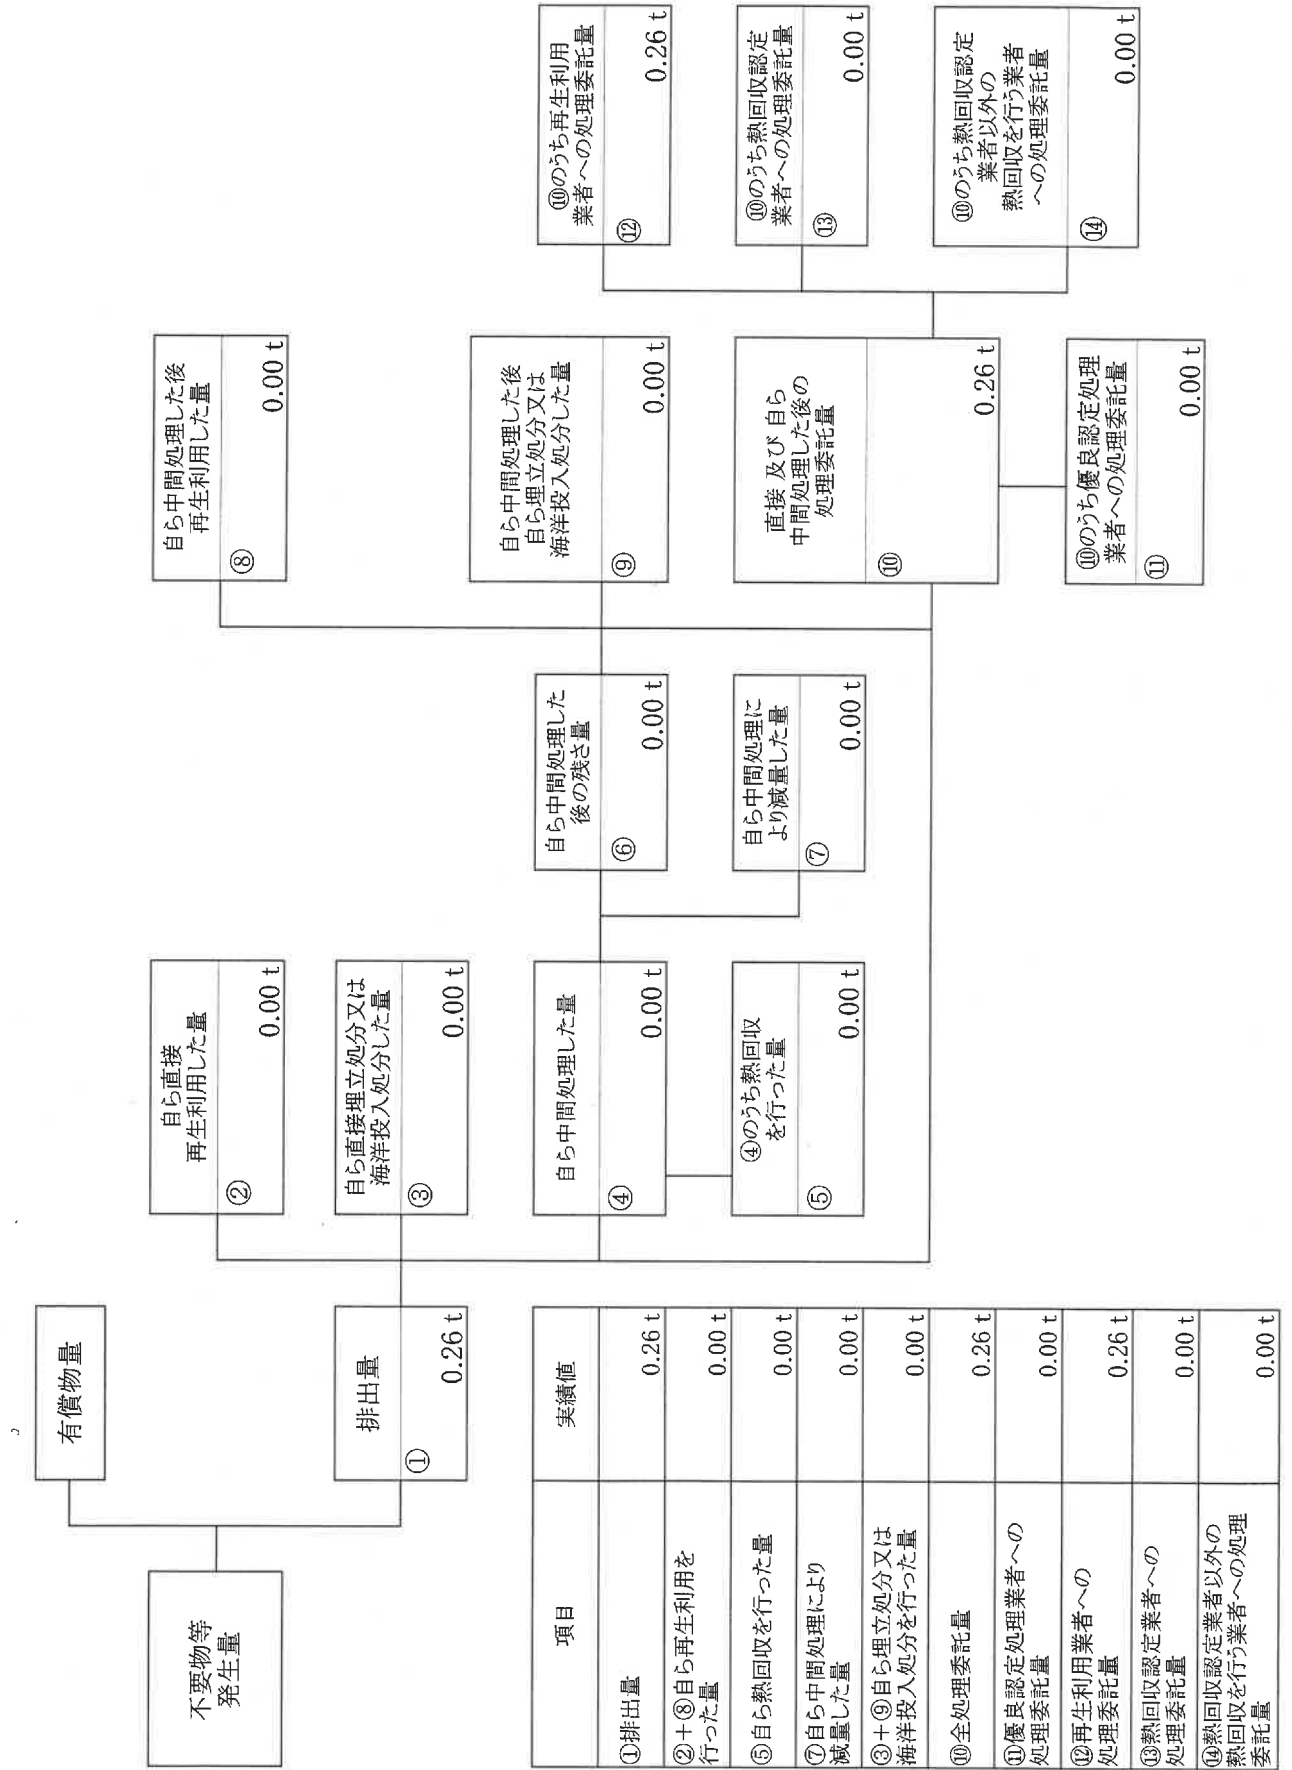 不要物等
発生量
有償物量
排出量
①
0.26 t
自ら直接
再生利用した量
②
0.00 t
自ら直接埋立処分又は
海洋投入処分した量
③
0.00 t
自ら中間処理した量
④
0.00 t
④のうち熱回収
を行った量
⑤
0.00 t
自ら中間処理した
後の残さ量
⑥
0.00 t
自ら中間処理に
より減量した量
⑦
0.00 t
自ら中間処理した後
再生利用した量
⑧
0.00 t
自ら中間処理した後
自ら埋立処分又は
海洋投入処分した量
⑨
0.00 t
直接 及び 自ら
中間処理した後の
処理委託量
⑩
0.26 t
⑩のうち優良認定処理
業者への処理委託量
⑪
0.00 t
⑩のうち再生利用
業者への処理委託量
⑫
0.26 t
⑩のうち熱回収認定
業者への処理委託量
⑬
0.00 t
⑩のうち熱回収認定
業者以外の
熱回収を行う業者
への処理委託量
⑭
0.00 t
項目
実績値
①排出量
0.26 t
②+⑧自ら再生利用を
行った量
0.00 t
⑤自ら熱回収を行った量
0.00 t
⑦自ら中間処理により
減量した量
0.00 t
③+⑨自ら埋立処分又は
海洋投入処分を行った量
0.00 t
⑩全処理委託量
0.26 t
⑪優良認定処理業者への
処理委託量
0.00 t
⑫再生利用業者への
処理委託量
0.26 t
⑬熱回収認定業者への
処理委託量
0.00 t
⑭熱回収認定業者以外の
熱回収を行う業者への処理
委託量
0.00 t